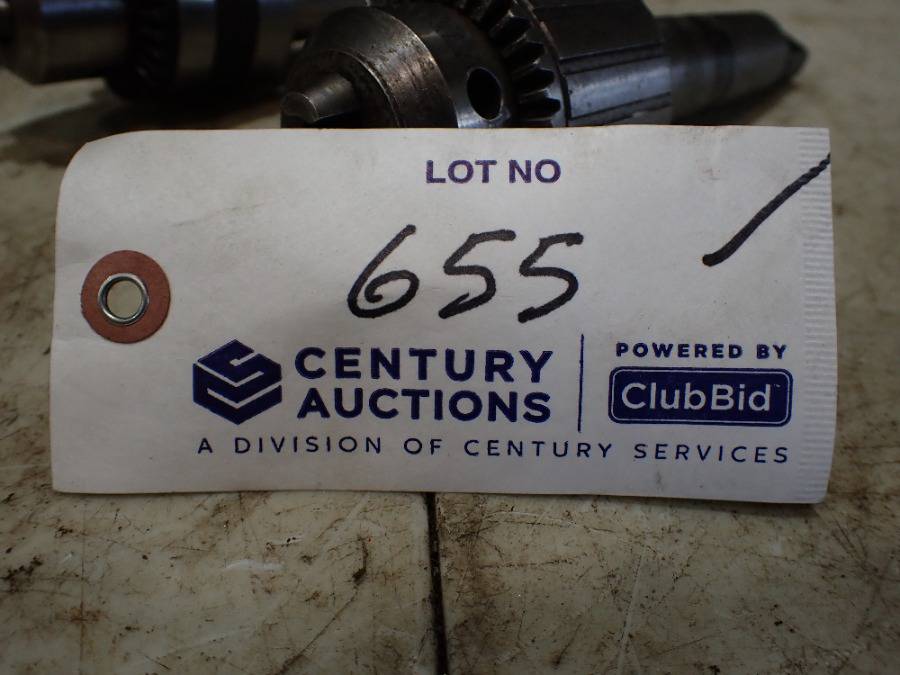 LOT NO
655
CENTURY
AUCTIONS
A DIVISION OF CENTURY SERVICES
POWERED BY
ClubBid